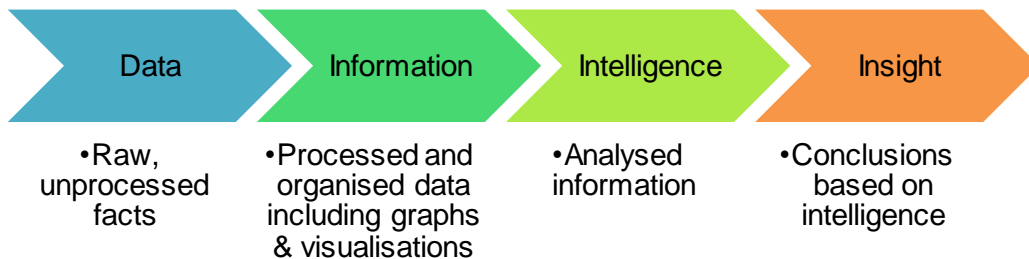 Data
Information
Intelligence
Insight
•Raw,
unprocessed
facts
•Processed and
organised data
including graphs
& visualisations
•Analysed
information
•Conclusions
based on
intelligence